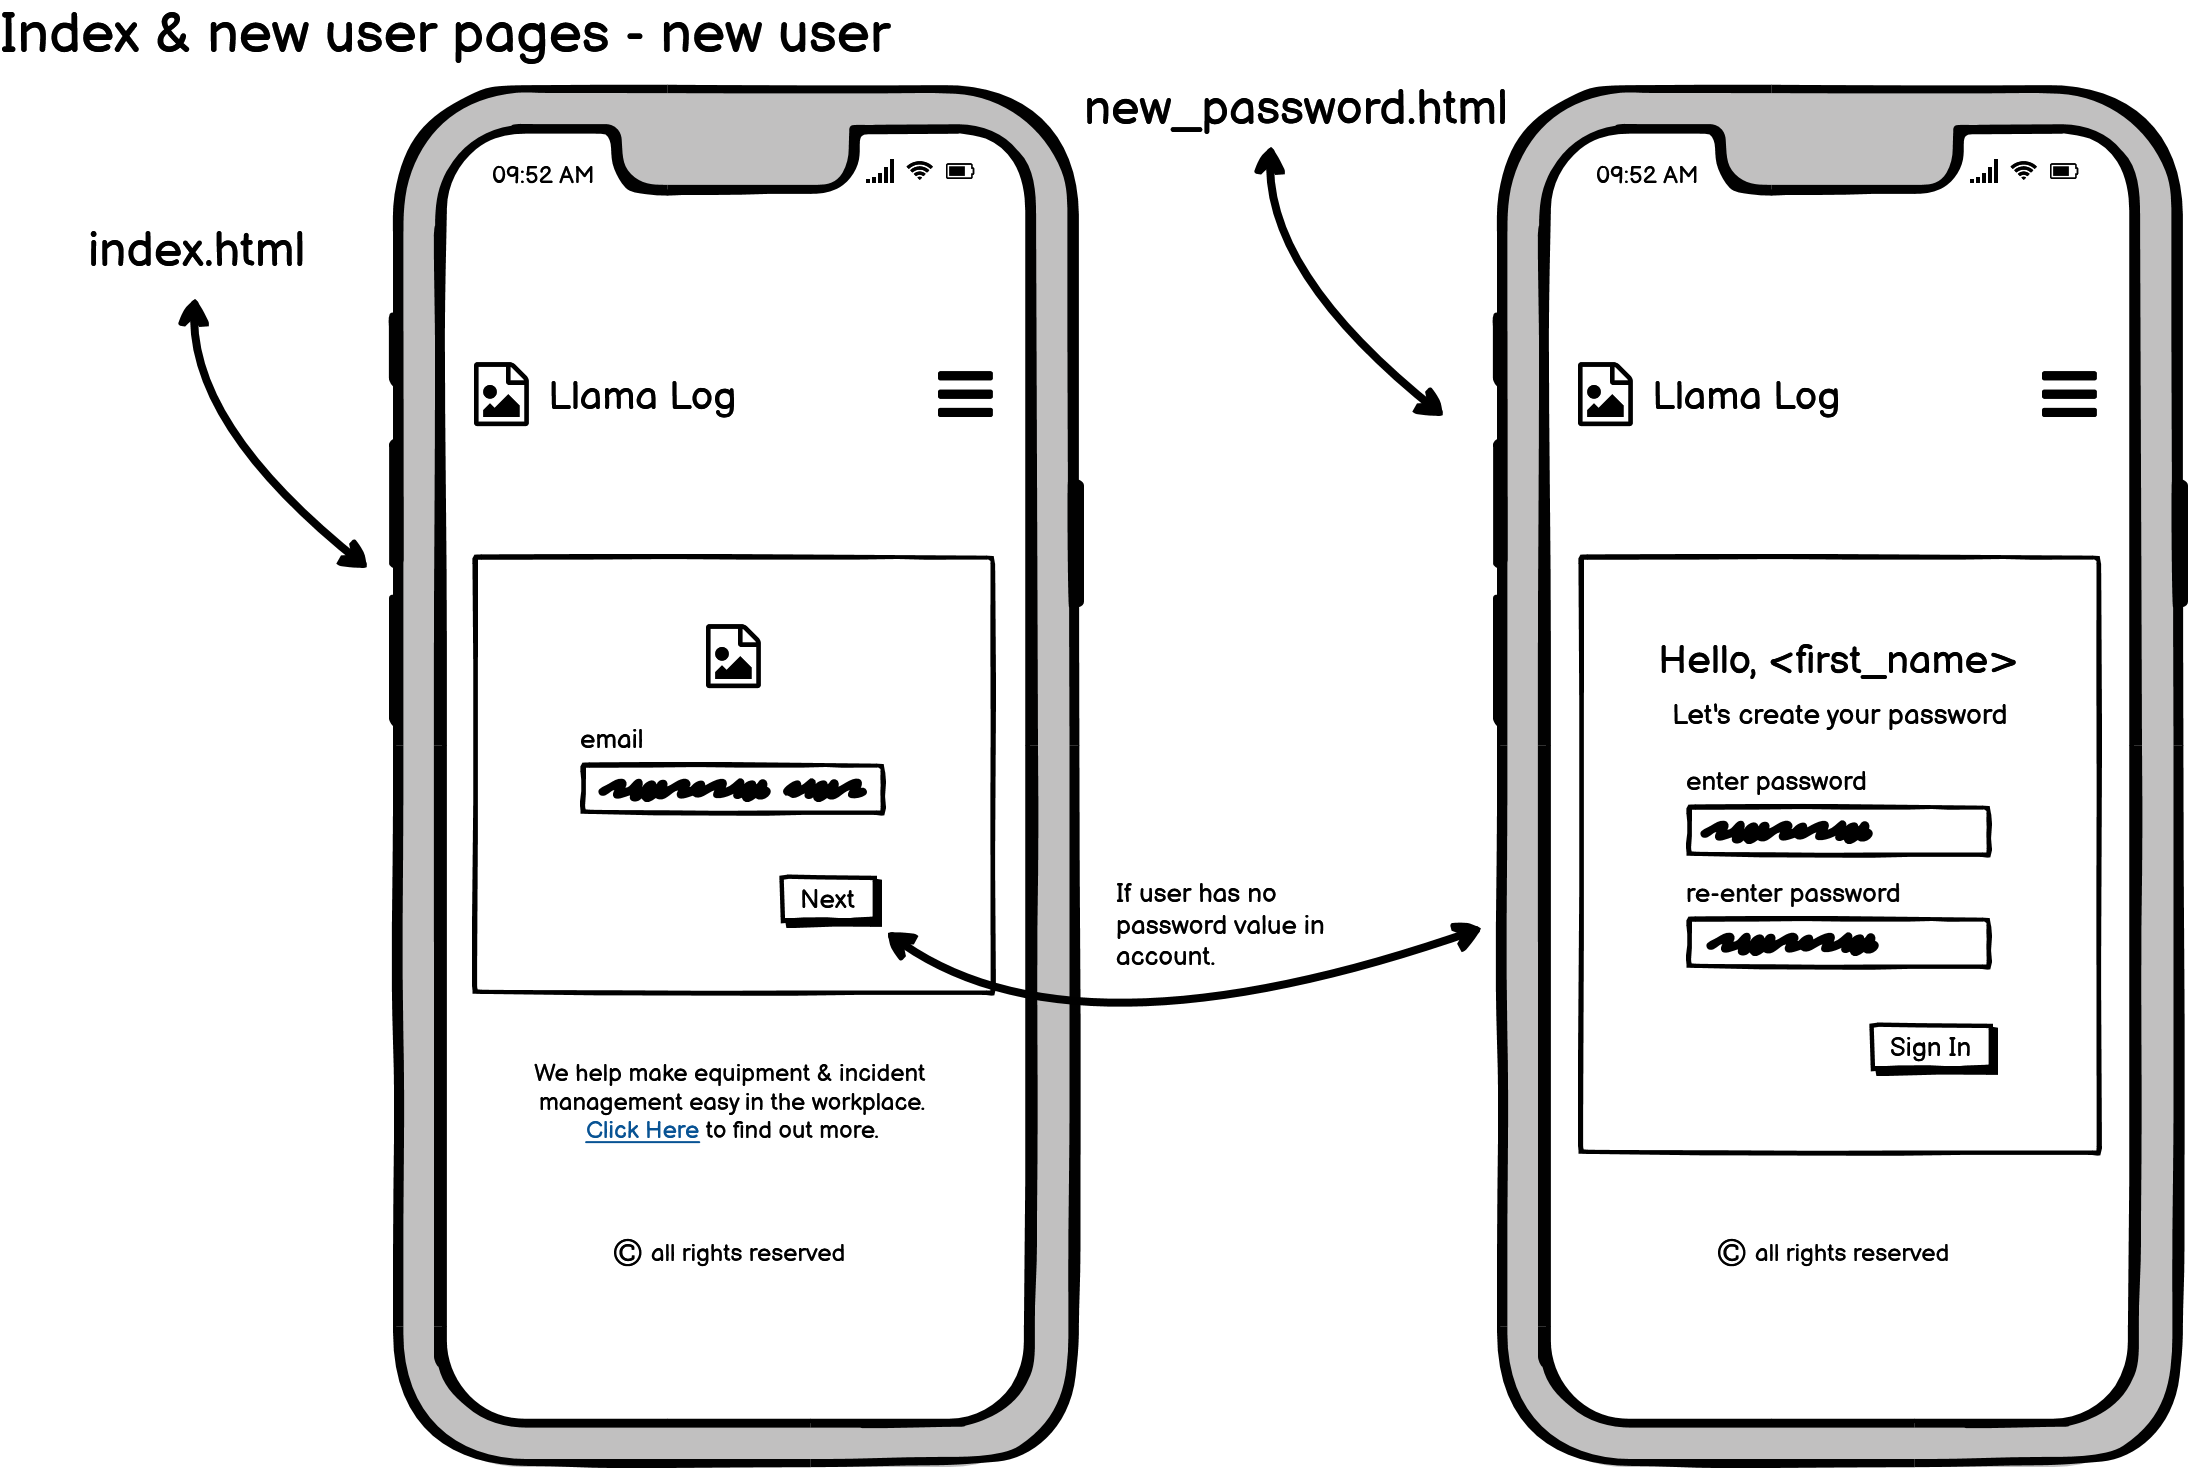 Index & new user pages - new user
index.html
09:52 AM
Llama Log
email
Next
We help make equipment & incident
management easy in the workplace.
Click Here to find out more.
© all rights reserved
If user has no
password value in
account.
new_password.html
09:52 AM
Llama Log
Hello, <first_name>
Let's create your password
enter password
re-enter password
Sign In
© all rights reserved